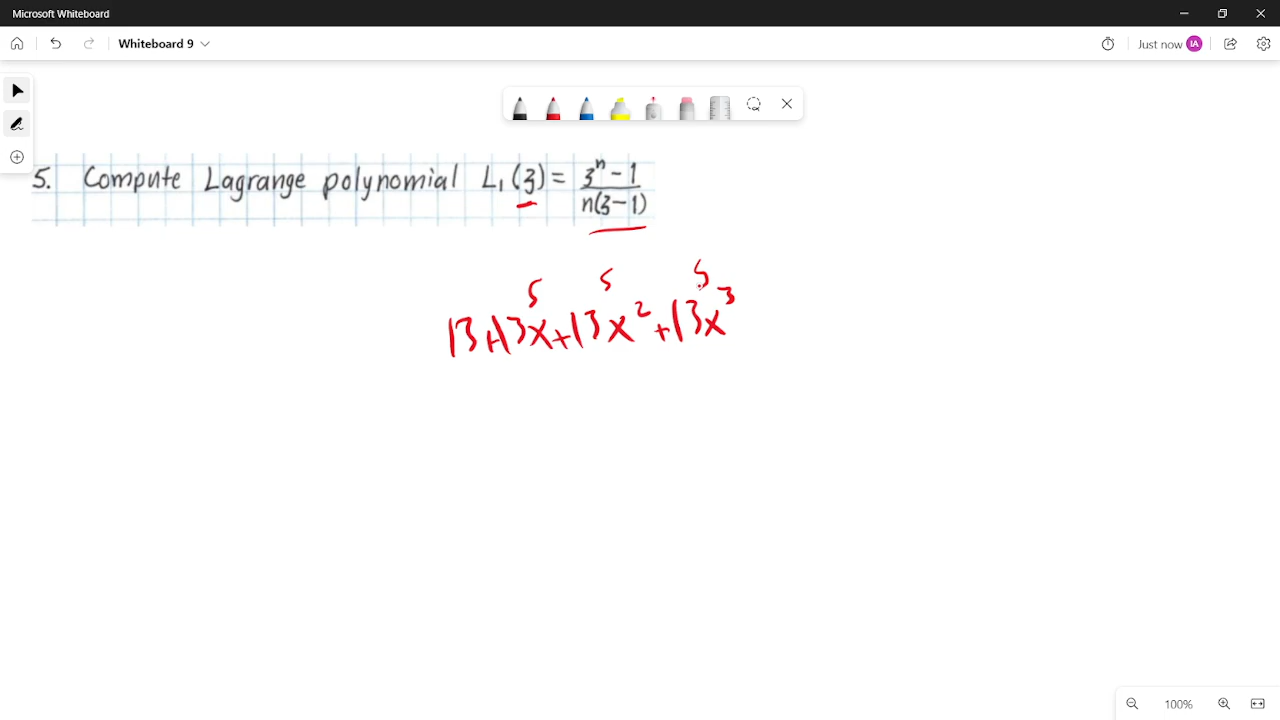 Microsoft Whiteboard
Whiteboard 9
Just now IA
5. Compute Lagrange polynomial L₁(z) = zⁿ - 1 / n(z-1)
5 5 5
13+13x+13x²+13x³
100%